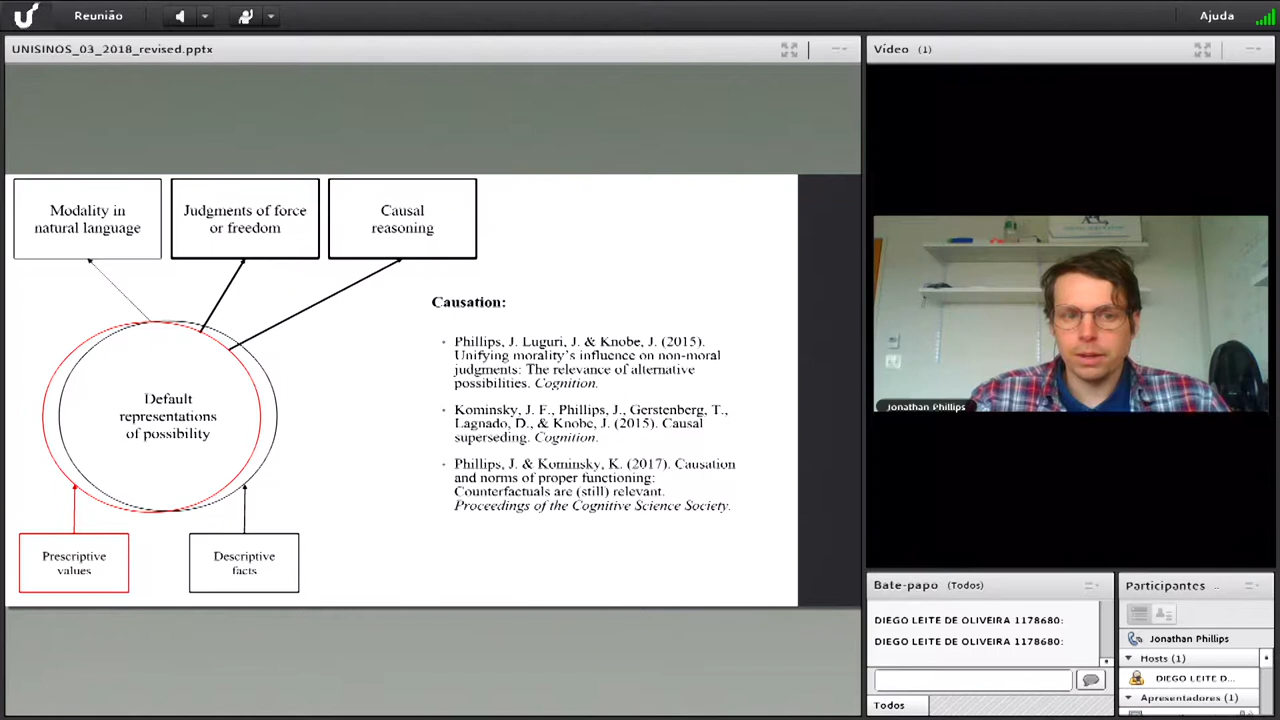 Reunião
Ajuda
UNISINOS_03_2018_revised.pptx
Vídeo (1)
Modality in
natural language
Judgments of force
or freedom
Causal
reasoning
Causation:
· Phillips, J. Luguri, J. & Knobe, J. (2015).
Unifying morality's influence on non-moral
judgments: The relevance of alternative
possibilities. Cognition.
· Kominsky, J. F., Phillips, J., Gerstenberg, T.,
Lagnado, D., & Knobe, J. (2015). Causal
superseding. Cognition.
· Phillips, J. & Kominsky, K. (2017). Causation
and norms of proper functioning:
Counterfactuals are (still) relevant.
Proceedings of the Cognitive Science Society.
Default
representations
of possibility
Prescriptive
values
Descriptive
facts
Jonathan Phillips
Bate-papo (Todos)
DIEGO LEITE DE OLIVEIRA 1178680:
DIEGO LEITE DE OLIVEIRA 1178680:
Todos
Participantes ..
Jonathan Phillips
Hosts (1)
DIEGO LEITE D...
Apresentadores (1)